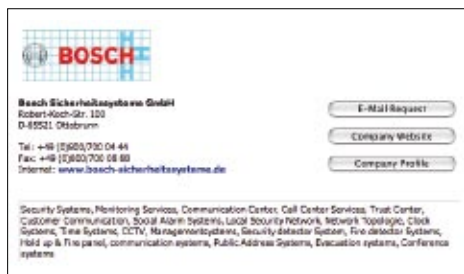 BOSCH
Bosch Sicherheitssysteme GmbH
Robert-Koch-Str. 100
D-85521 Ottobrunn
Tel: +49 (0)800/700 04 44
Fax: +49 (0)800/700 08 88
Internet: www.bosch-sicherheitssysteme.de
E-Mail Request
Company Website
Company Profile
Security Systems, Monitoring Services, Communication Center, Call Center Services, Trust Center,
Customer Communication, Social Alarm Systems, Local Security Network, Network Topologie, Clock
Systems, Time Systems, CCTV, Managementsystems, Security detector System, Fire detector Systems,
Hold up & Fire panel, communication systems, Public Address Systems, Evacuation systems, Conference
systems